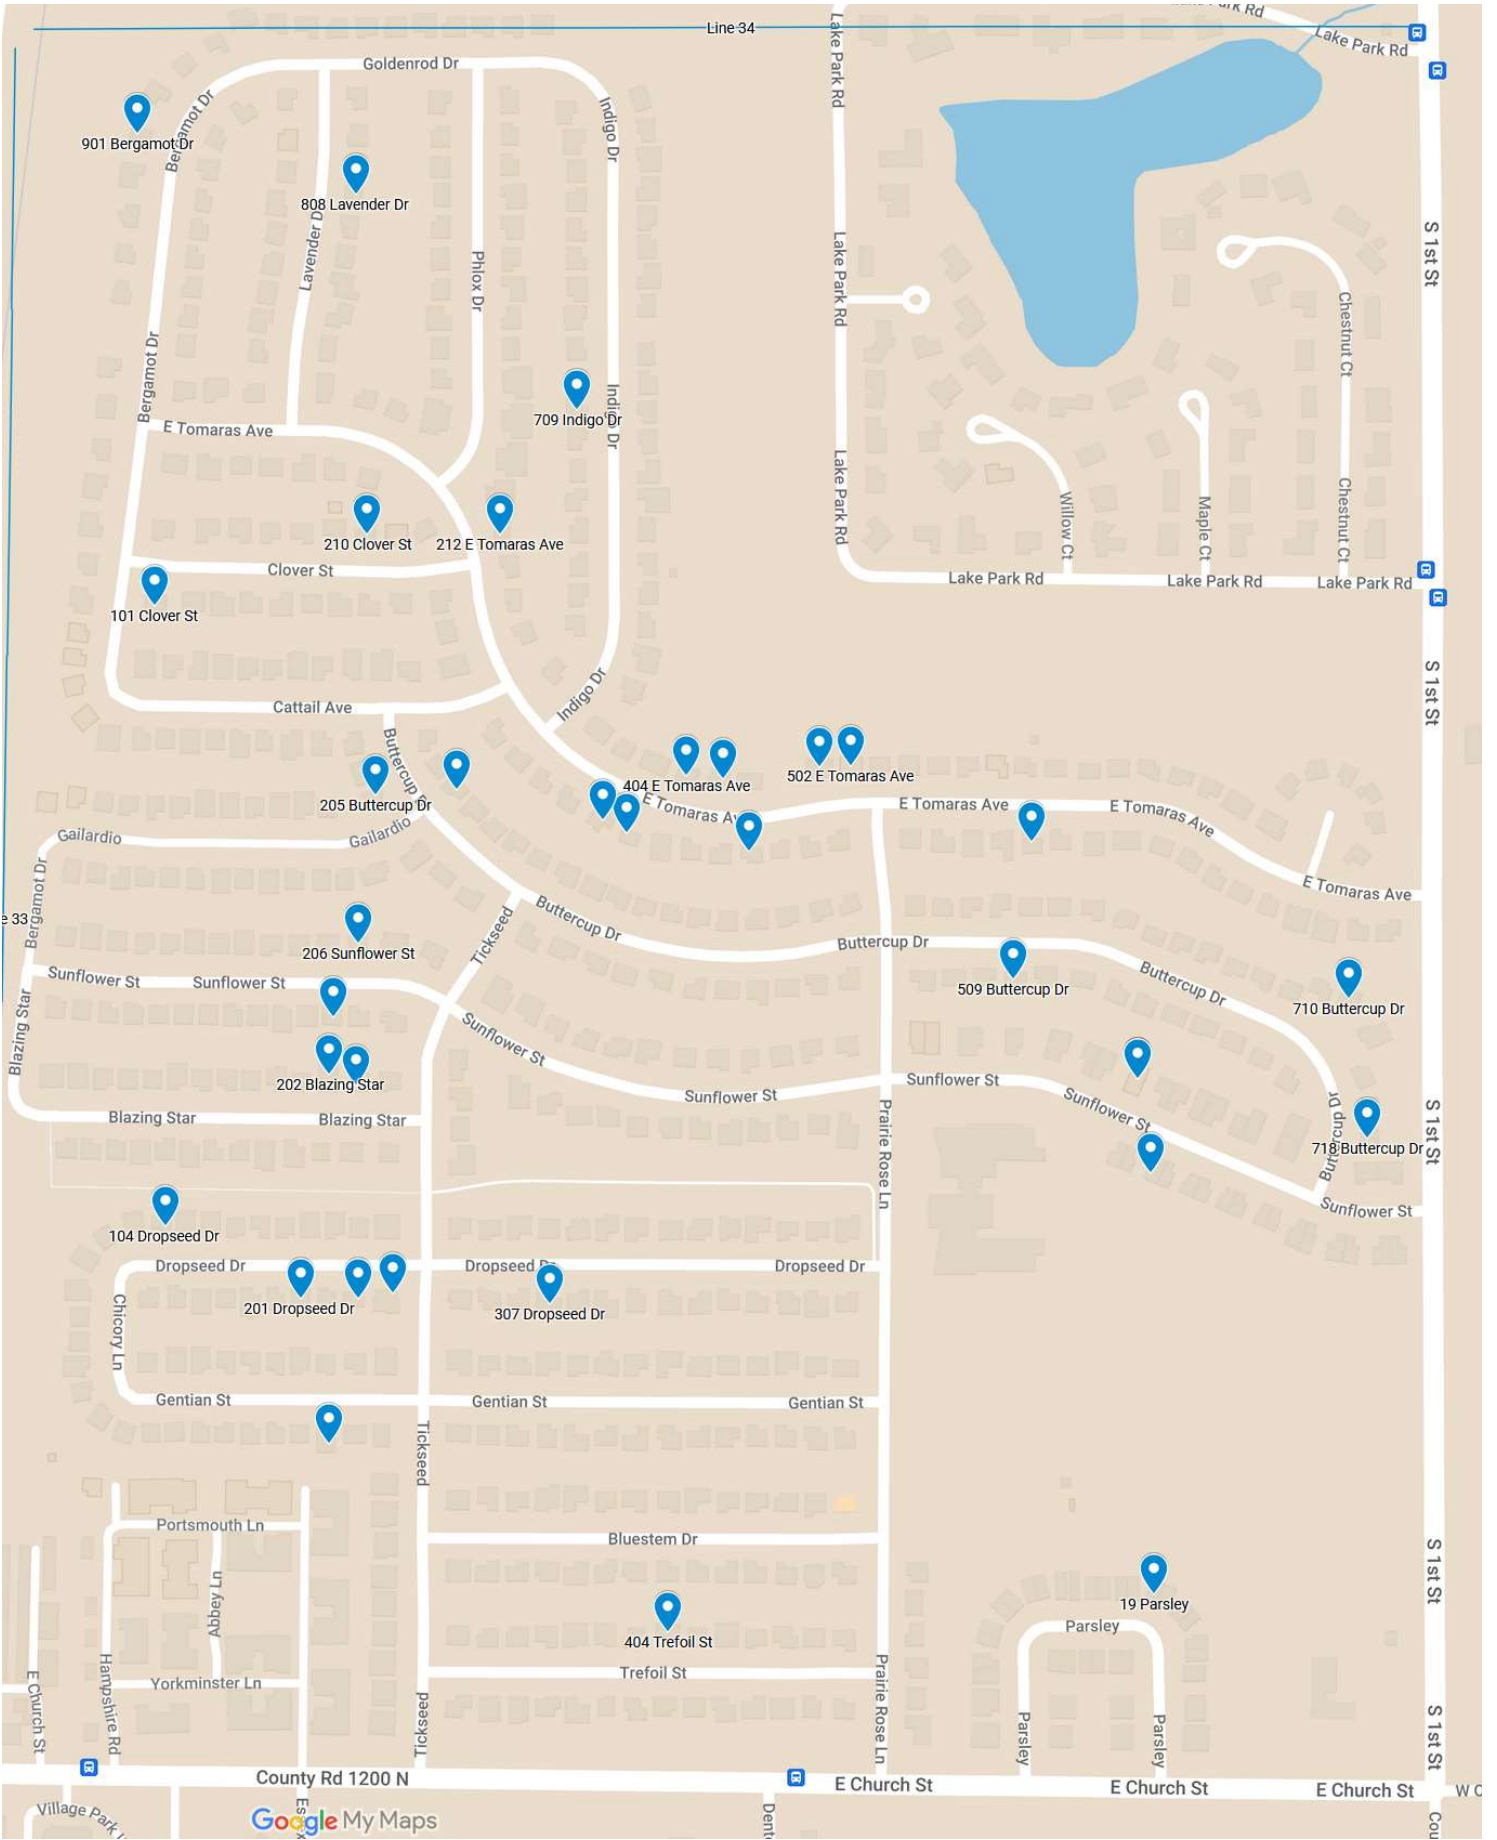 Lake Park Rd
Line 34
Lake Park Rd
Goldenrod Dr
Lake Park Rd
Bergamot Dr
Indigo Dr
901 Bergamot Dr
808 Lavender Dr
Lavender D
Phlox Dr
Lake Park Rd
S 1st St
Chestnut Ct
Bergamot Dr
709 Indigo Dr
Indigo Dr
E Tomaras Ave
Lake Park Rd
Willow Ct
Maple Ct
Chestnut Ct
210 Clover St
212 E Tomaras Ave
Clover St
Lake Park Rd
Lake Park Rd
Lake Park Rd
101 Clover St
S 1st St
Indigo Dr
Cattail Ave
Buttercup D
404 E Tomaras Ave
502 E Tomaras Ave
205 Buttercup Dr
E Tomaras Av
E Tomaras Ave
E Tomaras Ave
Gailardio
Gailardio
Bergamot Dr
E Tomaras Ave
e 33
Buttercup Dr
Tickseed
Buttercup Dr
206 Sunflower St
Buttercup Dr
Sunflower St
Sunflower St
509 Buttercup Dr
710 Buttercup Dr
Blazing Star
Sunflower St
202 Blazing Star
Sunflower St
Sunflower St
Sunflower St
Blazing Star
Blazing Star
Prairie Rose Ln
Buttercup Dr
718 Buttercup Dr
S 1st St
Sunflower St
104 Dropseed Dr
Dropseed Dr
Dropseed Dr
Dropseed Dr
201 Dropseed Dr
307 Dropseed Dr
Chicory Ln
Gentian St
Gentian St
Gentian St
Tickseed
Portsmouth Ln
Bluestem Dr
S 1st St
Abbey Ln
19 Parsley
404 Trefoil St
Parsley
Trefoil St
Yorkminster Ln
E Church St
Hampshire Rd
Tickseed
Prairie Rose Ln
Parsley
Parsley
S 1st St
County Rd 1200 N
E Church St
E Church St
E Church St
W C
Village Park
Google My Maps
Dent
Cou